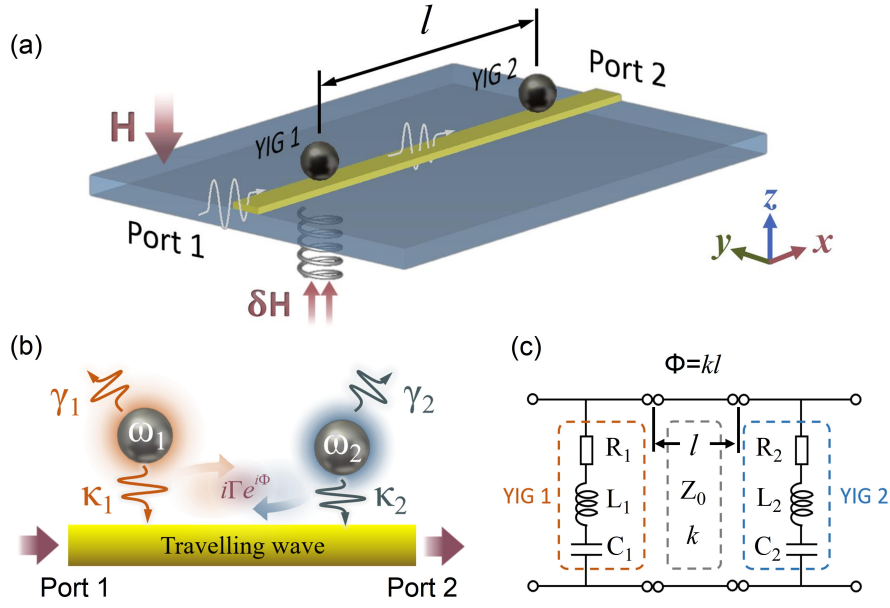 (a)
l
Port 2
YIG 2
YIG 1
H
Port 1
δH
z
y
x
(b)
γ₁
γ₂
ω₁
ω₂
κ₁
iΓe^{iΦ}
κ₂
Travelling wave
Port 1
Port 2
(c)
Φ=kl
R₁
l
R₂
YIG 1
L₁
Z₀
L₂
YIG 2
k
C₁
C₂